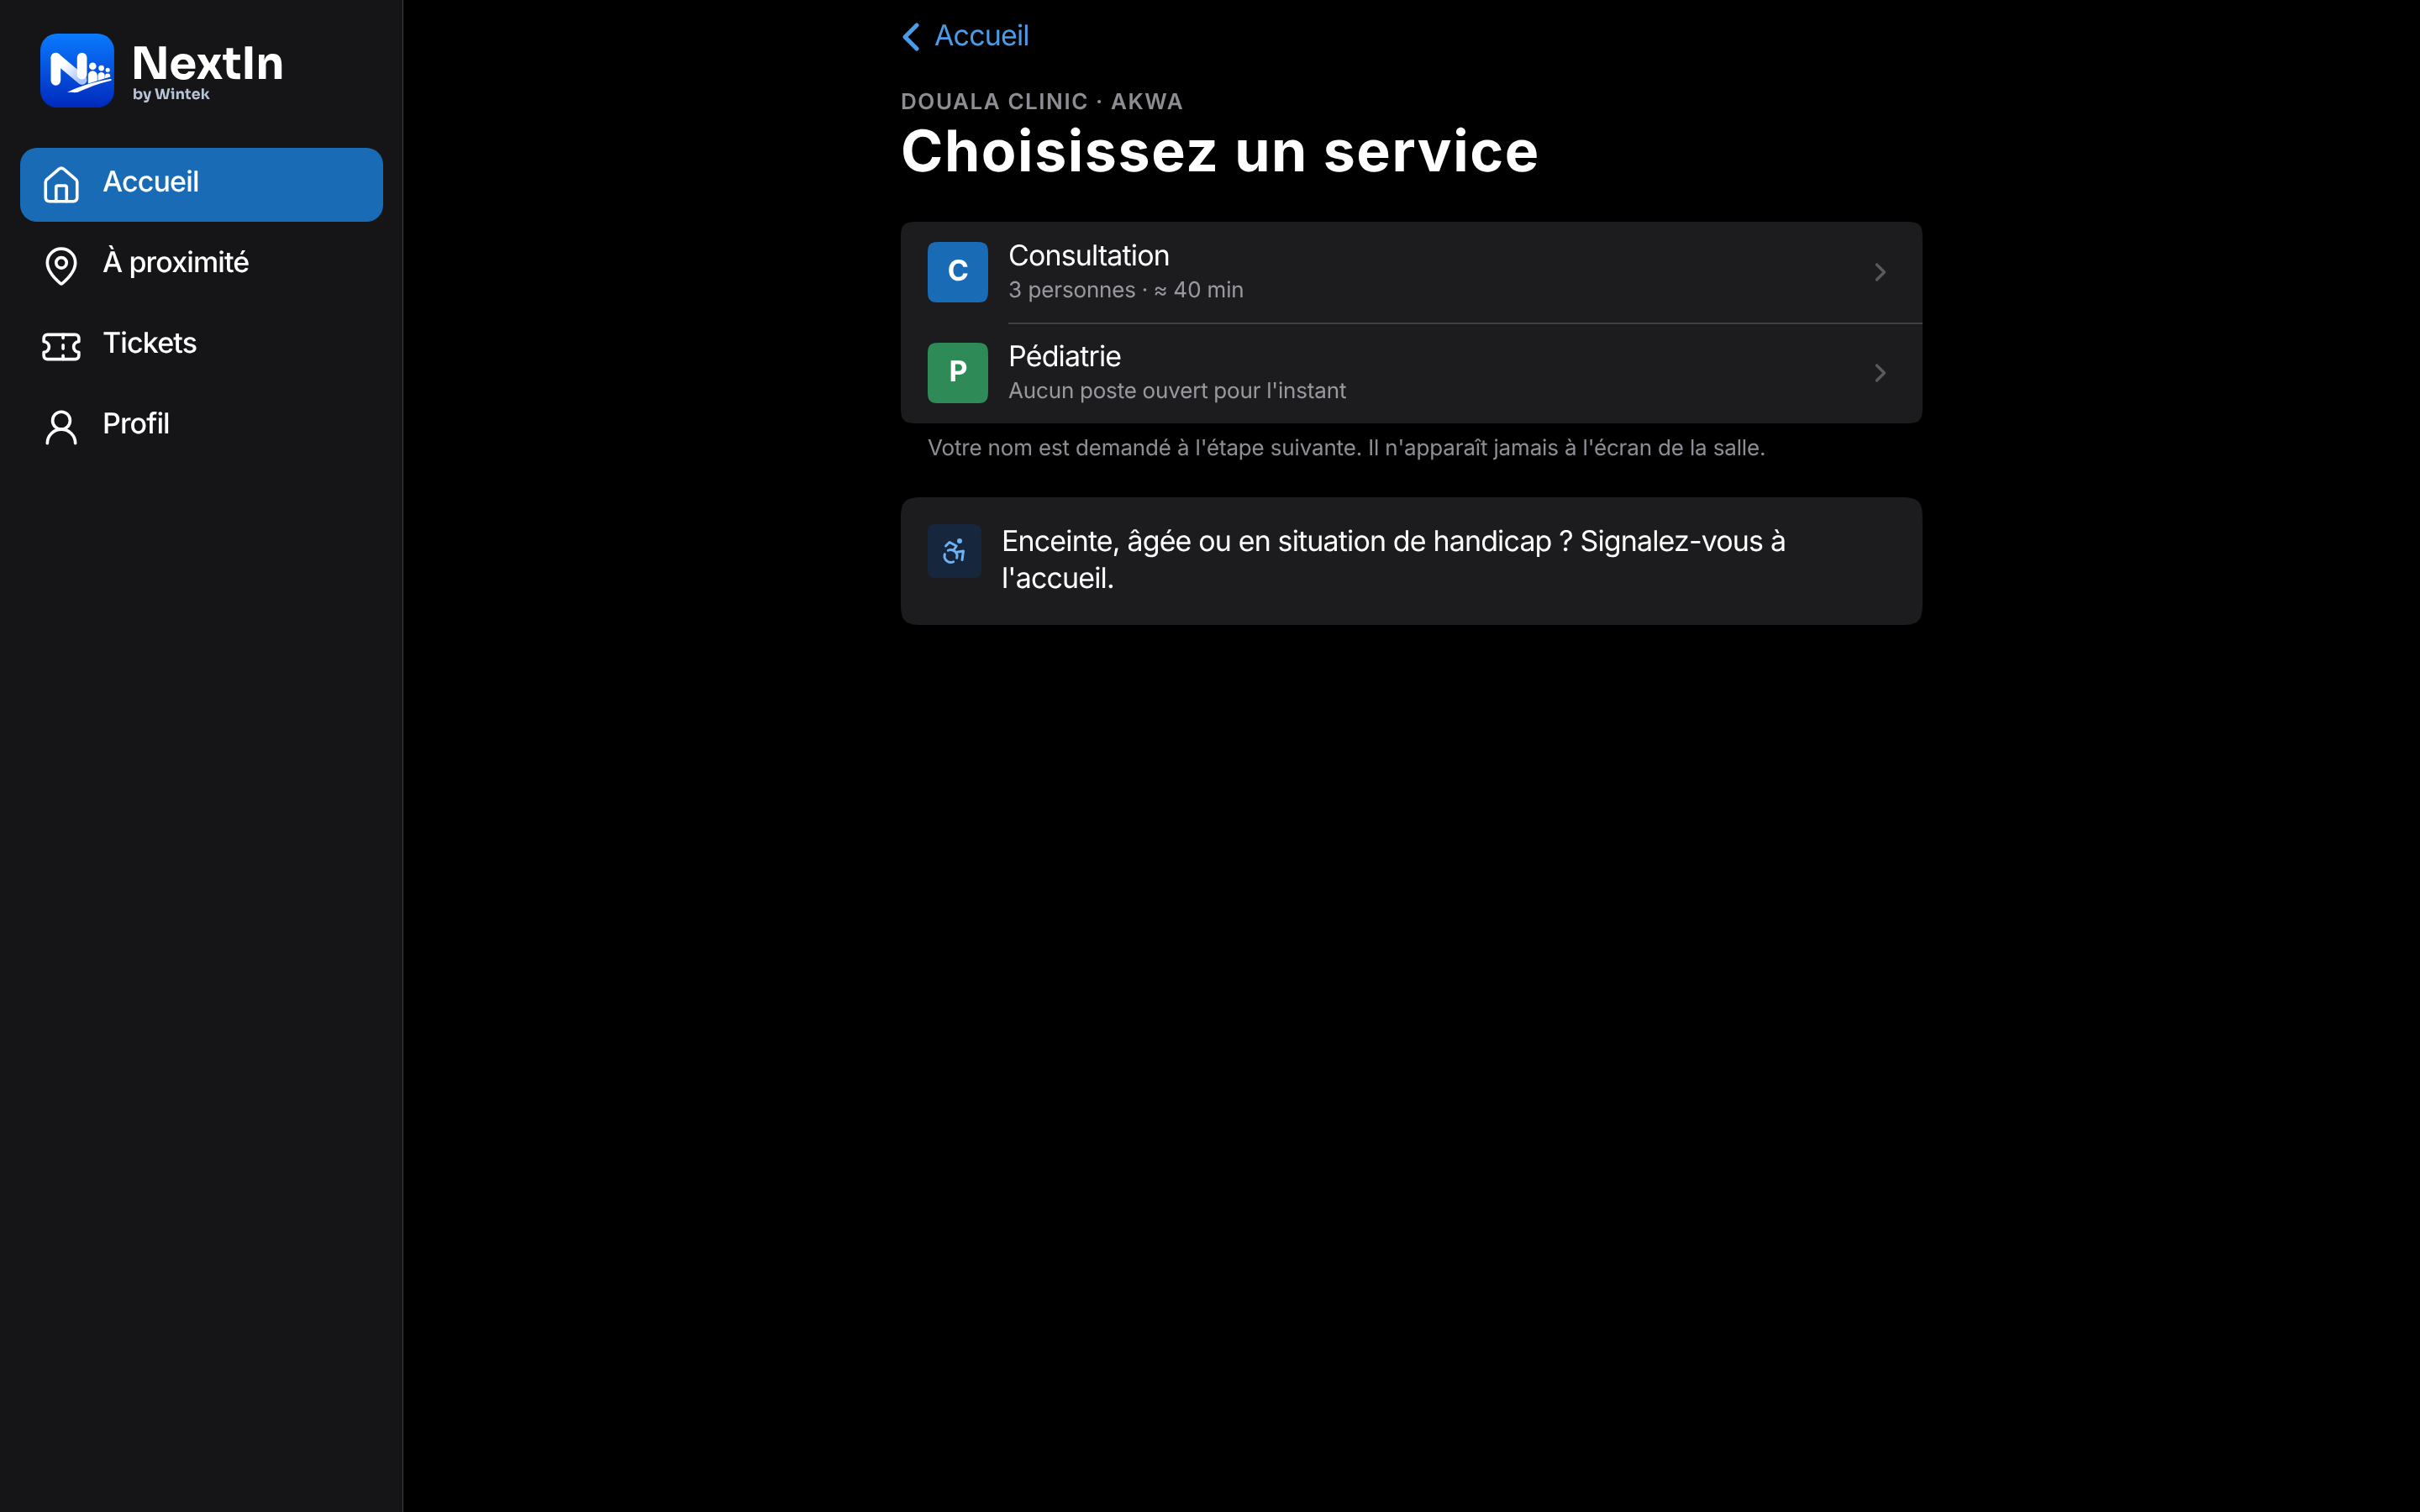 NextIn
by Wintek
Accueil
À proximité
Tickets
Profil
Accueil
DOUALA CLINIC · AKWA
Choisissez un service
C
Consultation
3 personnes · ≈ 40 min
P
Pédiatrie
Aucun poste ouvert pour l'instant
Votre nom est demandé à l'étape suivante. Il n'apparaît jamais à l'écran de la salle.
Enceinte, âgée ou en situation de handicap ? Signalez-vous à
l'accueil.